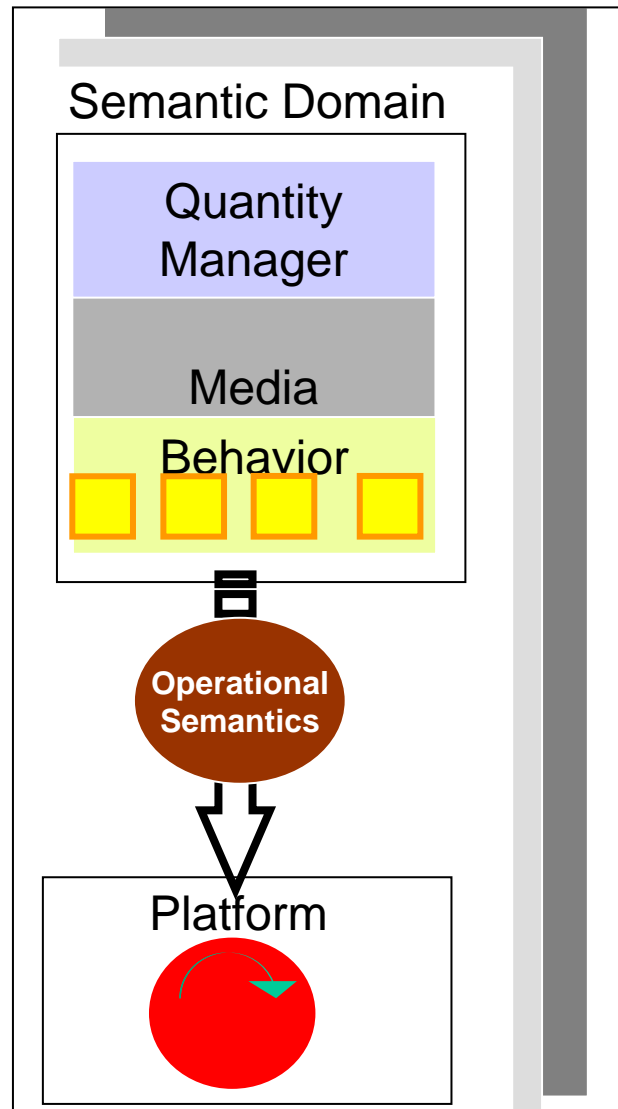 Semantic Domain
Quantity
Manager
Media
Behavior
Operational
Semantics
Platform